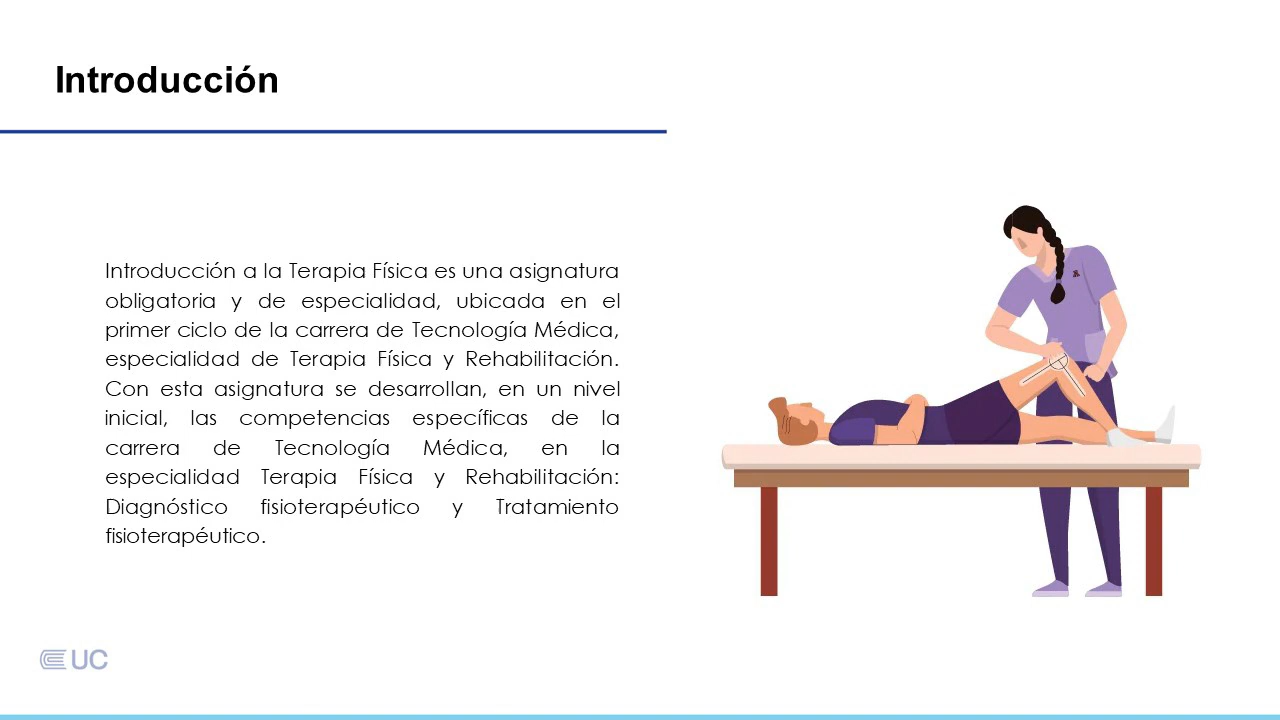 Introducción
Introducción a la Terapia Física es una asignatura
obligatoria y de especialidad, ubicada en el
primer ciclo de la carrera de Tecnología Médica,
especialidad de Terapia Física y Rehabilitación.
Con esta asignatura se desarrollan, en un nivel
inicial, las competencias específicas de la
carrera de Tecnología Médica, en la
especialidad Terapia Física y Rehabilitación:
Diagnóstico fisioterapéutico y Tratamiento
fisioterapéutico.
UC